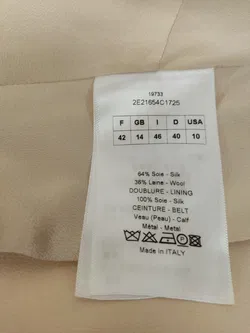 19733
2E21654C1725
F GB I D USA
42 14 46 40 10
64% Soie - Silk
36% Laine - Wool
DOUBLURE - LINING
100% Soie - Silk
CEINTURE - BELT
Veau (Peau) - Calf
Métal - Metal
Made in ITALY